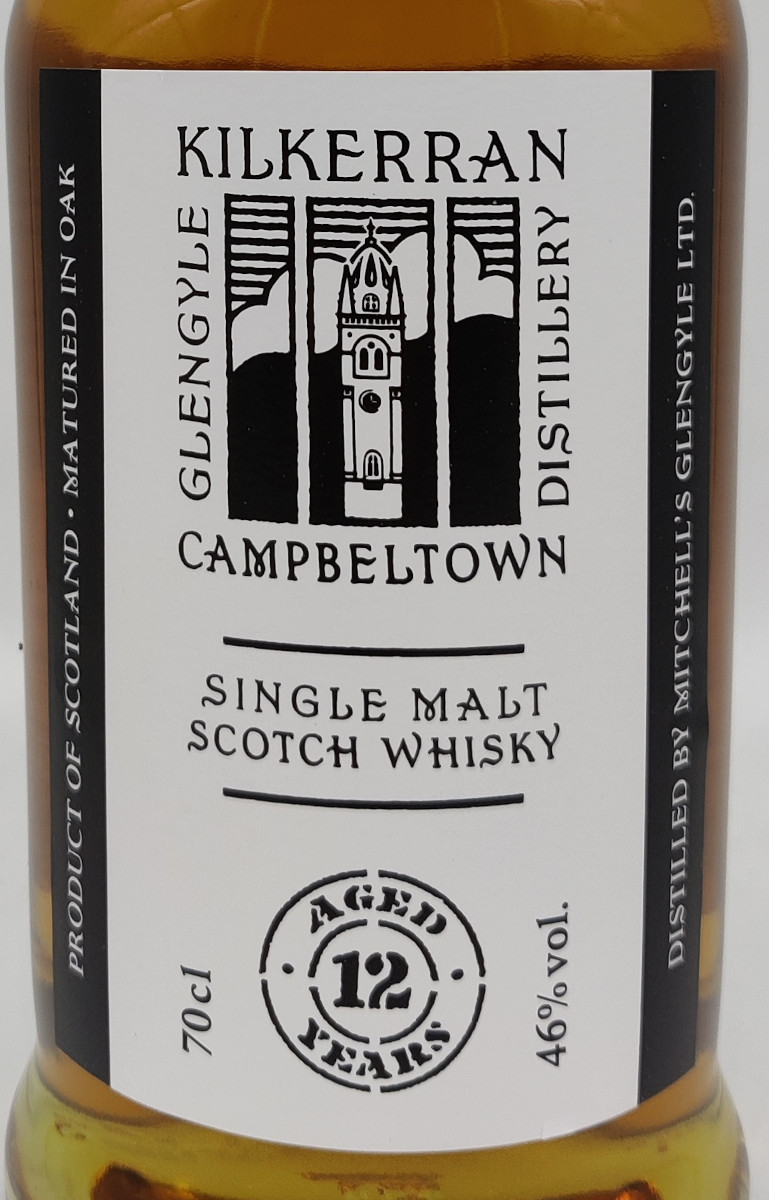 KILKERRAN
GLENGYLE
DISTILLERY
CAMPBELTOWN
SINGLE MALT
SCOTCH WHISKY
AGED
12
YEARS
70cl
46% vol.
PRODUCT OF SCOTLAND • MATURED IN OAK
DISTILLED BY MITCHELL'S GLENGYLE LTD.